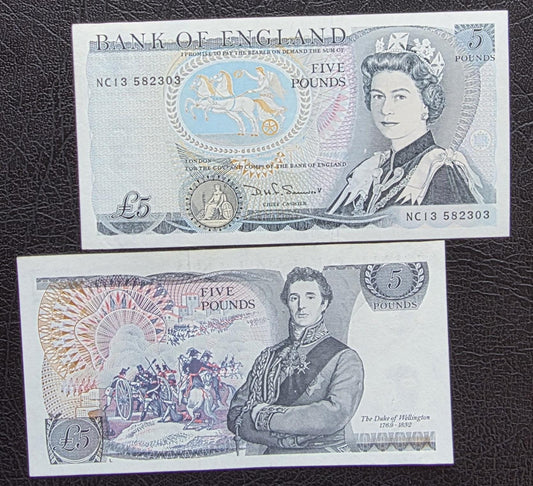 BANK OF ENGLAND
I PROMISE TO PAY THE BEARER ON DEMAND THE SUM OF
5
POUNDS
NC13 582303
FIVE
POUNDS
LONDON
FOR THE GOVR AND COMPA OF THE BANK OF ENGLAND
CHIEF CASHIER
£5
NC13 582303
FIVE
POUNDS
5
POUNDS
The Duke of Wellington
1769-1852
£5
L